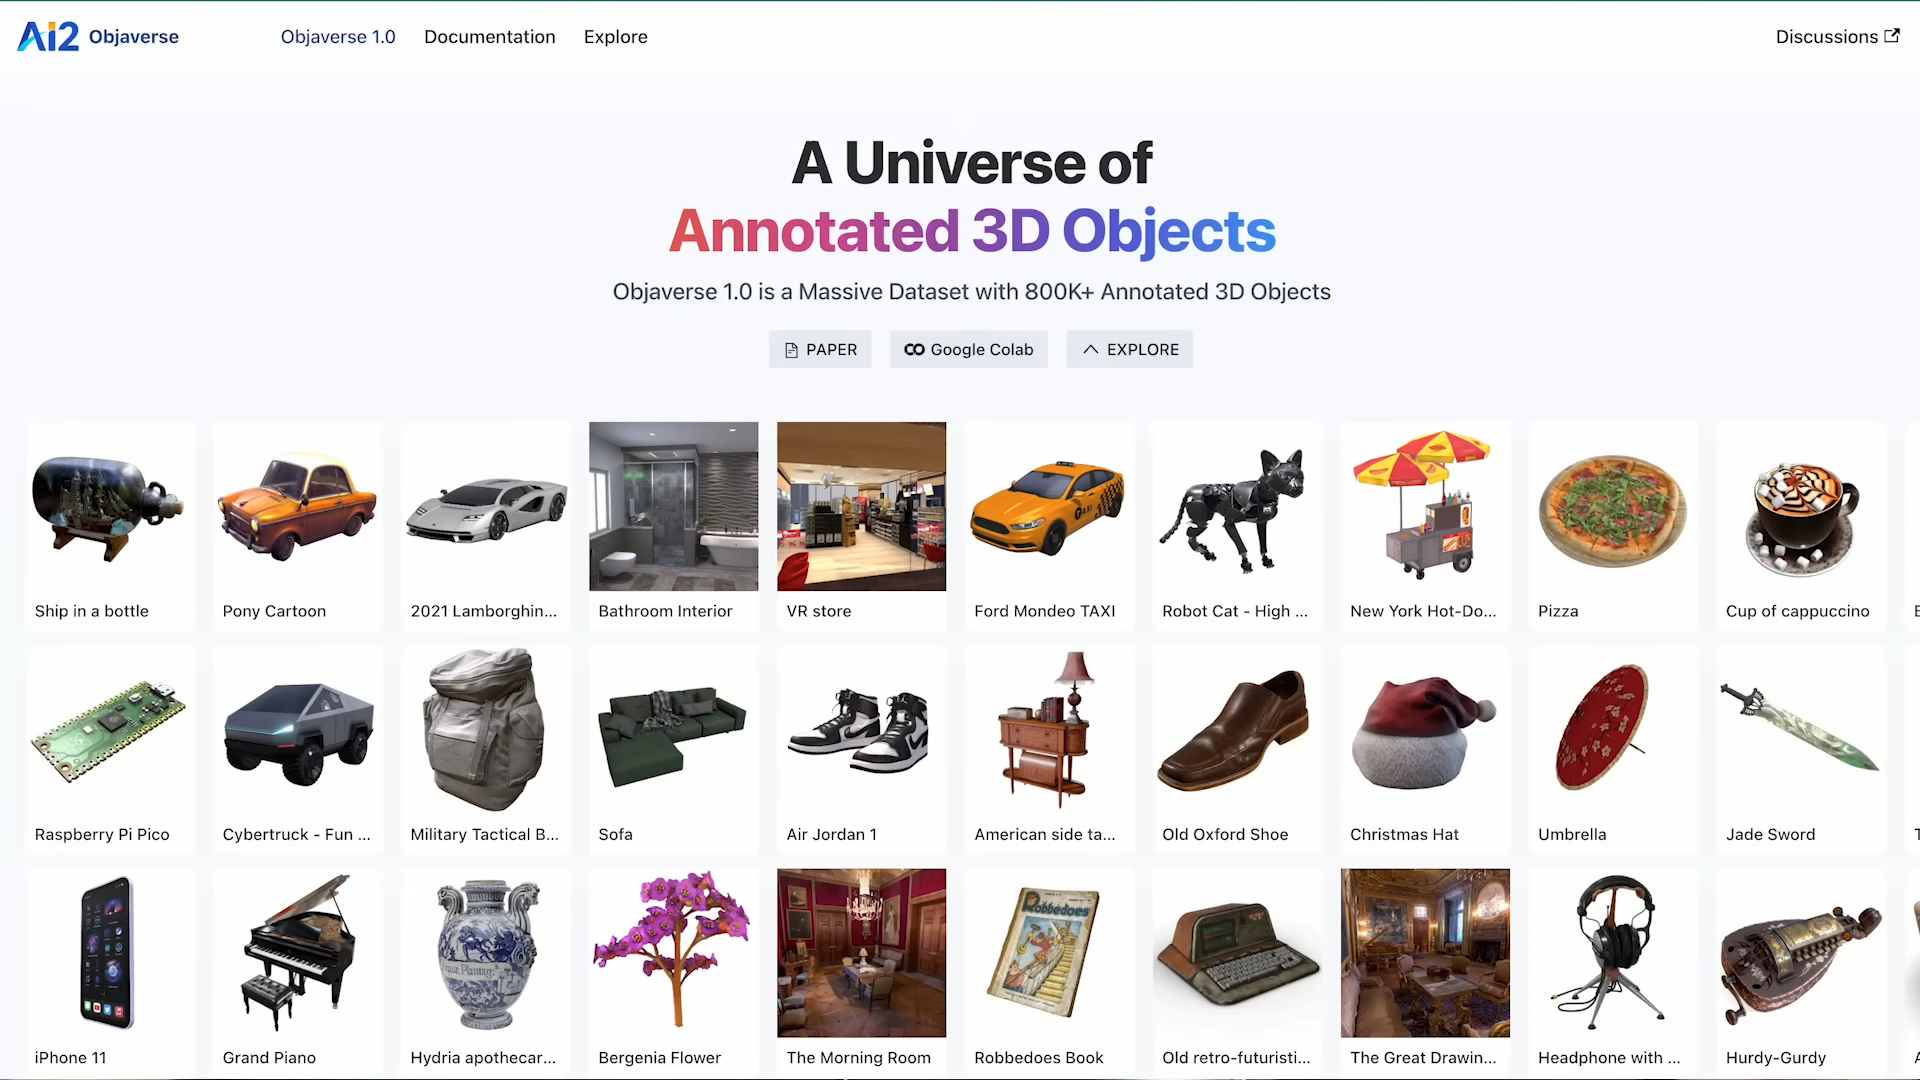 Ai2 Objaverse
Objaverse 1.0
Documentation
Explore
Discussions
A Universe of
Annotated 3D Objects
Objaverse 1.0 is a Massive Dataset with 800K+ Annotated 3D Objects
PAPER
Google Colab
EXPLORE
TAXI
Ship in a bottle
Pony Cartoon
2021 Lamborghin...
Bathroom Interior
VR store
Ford Mondeo TAXI
Robot Cat - High ...
New York Hot-Do...
Pizza
Cup of cappuccino
Raspberry Pi Pico
Cybertruck - Fun ...
Military Tactical B...
Sofa
Air Jordan 1
American side ta...
Old Oxford Shoe
Christmas Hat
Umbrella
Jade Sword
Robbedoes
iPhone 11
Grand Piano
Hydria apothecar...
Bergenia Flower
The Morning Room
Robbedoes Book
Old retro-futuristi...
The Great Drawin...
Headphone with ...
Hurdy-Gurdy